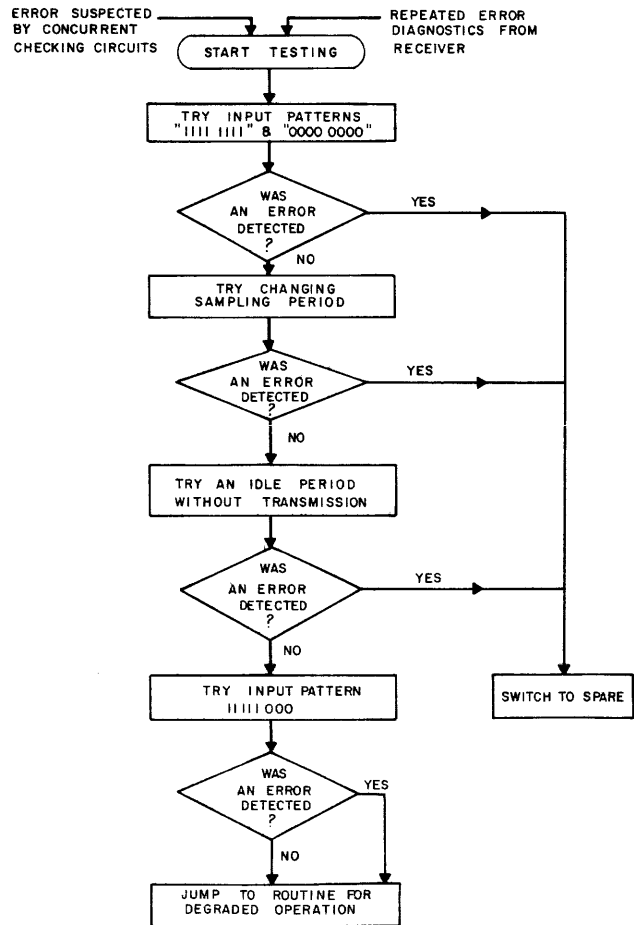 ERROR SUSPECTED
BY CONCURRENT
CHECKING CIRCUITS
REPEATED ERROR
DIAGNOSTICS FROM
RECEIVER
START TESTING
TRY INPUT PATTERNS
"1111 1111" & "0000 0000"
WAS
AN ERROR
DETECTED
?
YES
NO
TRY CHANGING
SAMPLING PERIOD
WAS
AN ERROR
DETECTED
?
YES
NO
TRY AN IDLE PERIOD
WITHOUT TRANSMISSION
WAS
AN ERROR
DETECTED
?
YES
NO
TRY INPUT PATTERN
11111000
SWITCH TO SPARE
WAS
AN ERROR
DETECTED
?
YES
NO
JUMP TO ROUTINE FOR
DEGRADED OPERATION